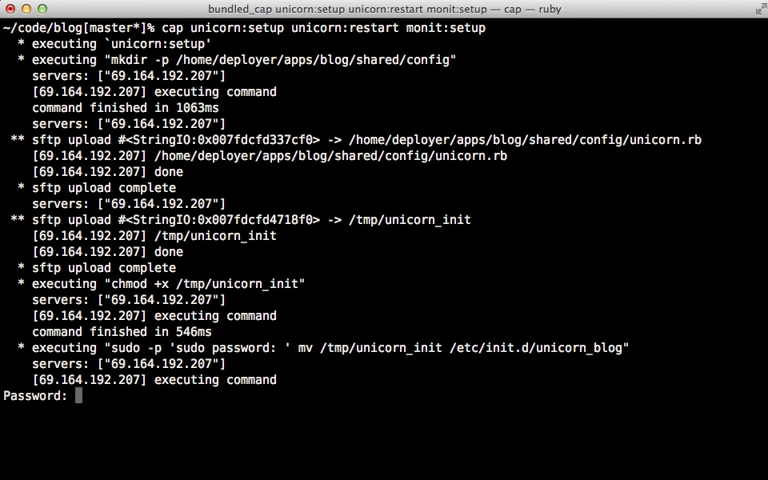 bundled_cap unicorn:setup unicorn:restart monit:setup — cap — ruby
~/code/blog[master*]% cap unicorn:setup unicorn:restart monit:setup
* executing `unicorn:setup'
* executing "mkdir -p /home/deployer/apps/blog/shared/config"
servers: ["69.164.192.207"]
[69.164.192.207] executing command
command finished in 1063ms
servers: ["69.164.192.207"]
** sftp upload #<StringIO:0x007fdcfd337cf0> -> /home/deployer/apps/blog/shared/config/unicorn.rb
[69.164.192.207] /home/deployer/apps/blog/shared/config/unicorn.rb
[69.164.192.207] done
* sftp upload complete
servers: ["69.164.192.207"]
** sftp upload #<StringIO:0x007fdcfd4718f0> -> /tmp/unicorn_init
[69.164.192.207] /tmp/unicorn_init
[69.164.192.207] done
* sftp upload complete
* executing "chmod +x /tmp/unicorn_init"
servers: ["69.164.192.207"]
[69.164.192.207] executing command
command finished in 546ms
* executing "sudo -p 'sudo password: ' mv /tmp/unicorn_init /etc/init.d/unicorn_blog"
servers: ["69.164.192.207"]
[69.164.192.207] executing command
Password: